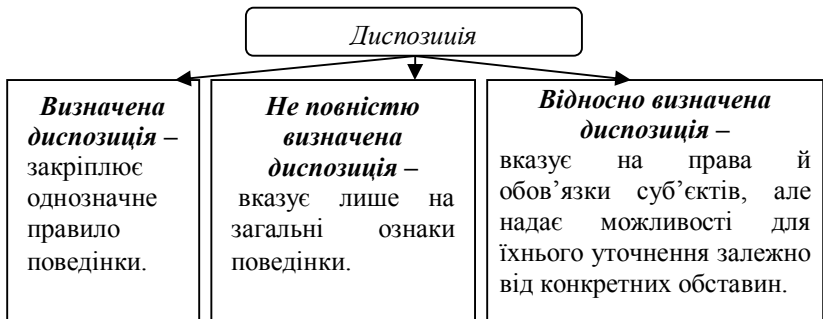 Диспозиція
Визначена
диспозиція –
закріплює
однозначне
правило
поведінки.
Не повністю
визначена
диспозиція –
вказує лише на
загальні ознаки
поведінки.
Відносно визначена
диспозиція –
вказує на права й
обов’язки суб’єктів, але
надає можливості для
їхнього уточнення залежно
від конкретних обставин.